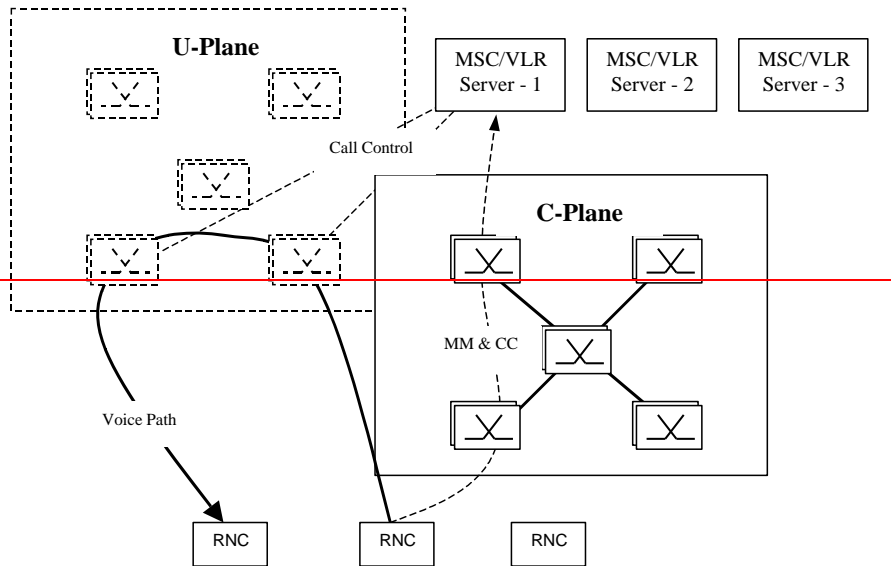 U-Plane
MSC/VLR
Server - 1
MSC/VLR
Server - 2
MSC/VLR
Server - 3
Call Control
C-Plane
MM & CC
Voice Path
RNC
RNC
RNC